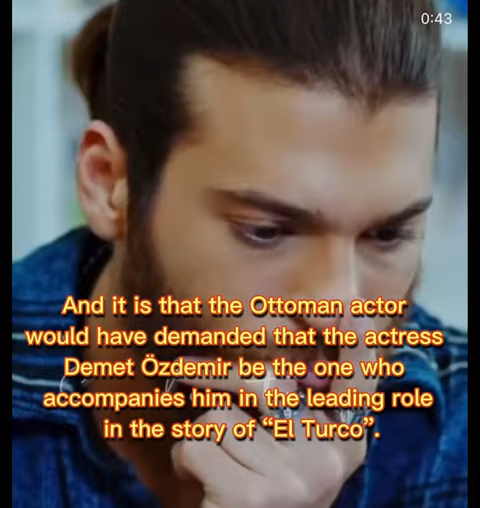 0:43
And it is that the Ottoman actor
would have demanded that the actress
Demet Özdemir be the one who
accompanies him in the leading role
in the story of “El Turco”.